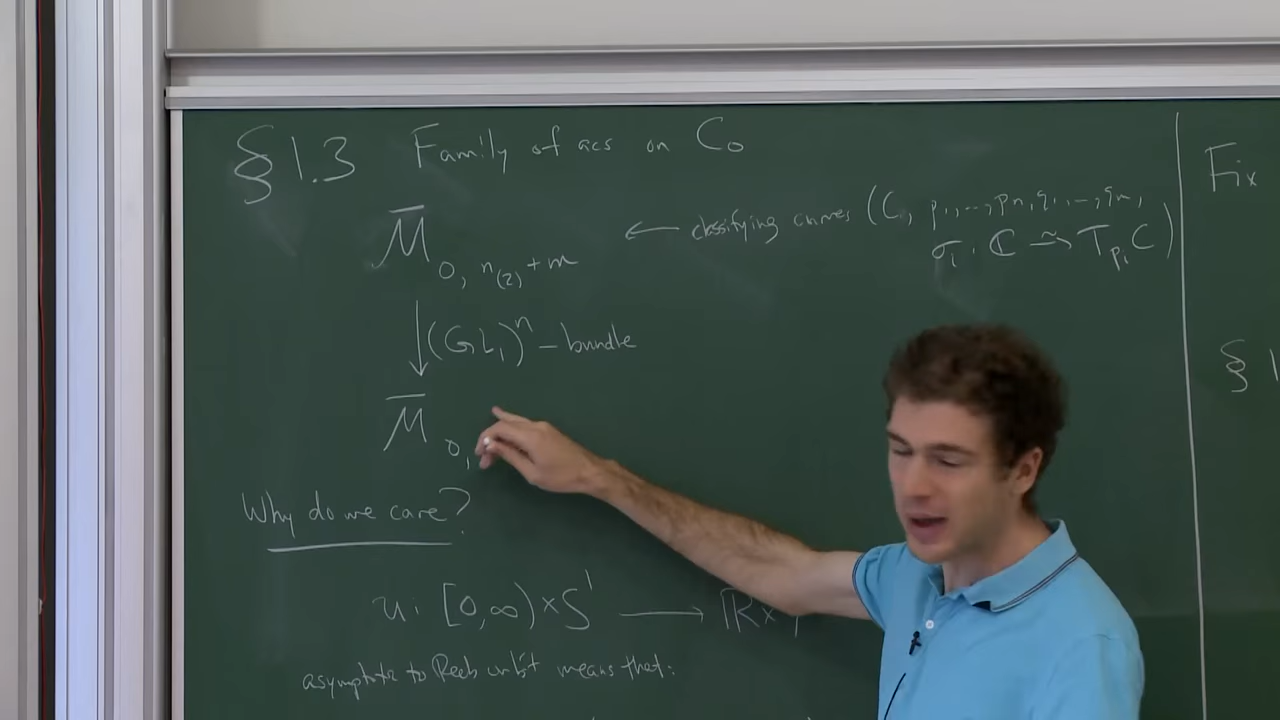 § 1.3 Family of acs on C₀
M̅₀, n₍₂₎ + m ← classifying curves (C, p₁, ..., pₙ, q₁, ..., qₘ,
σᵢ : ℂ ⥲ T_{pᵢ} C)
↓ (GL₁)ⁿ – bundle
M̅₀,
Why do we care?
u : [0, ∞) × S¹ ⟶ ℝ ×
asymptotic to Reeb orbit means that:
Fix
§ 1